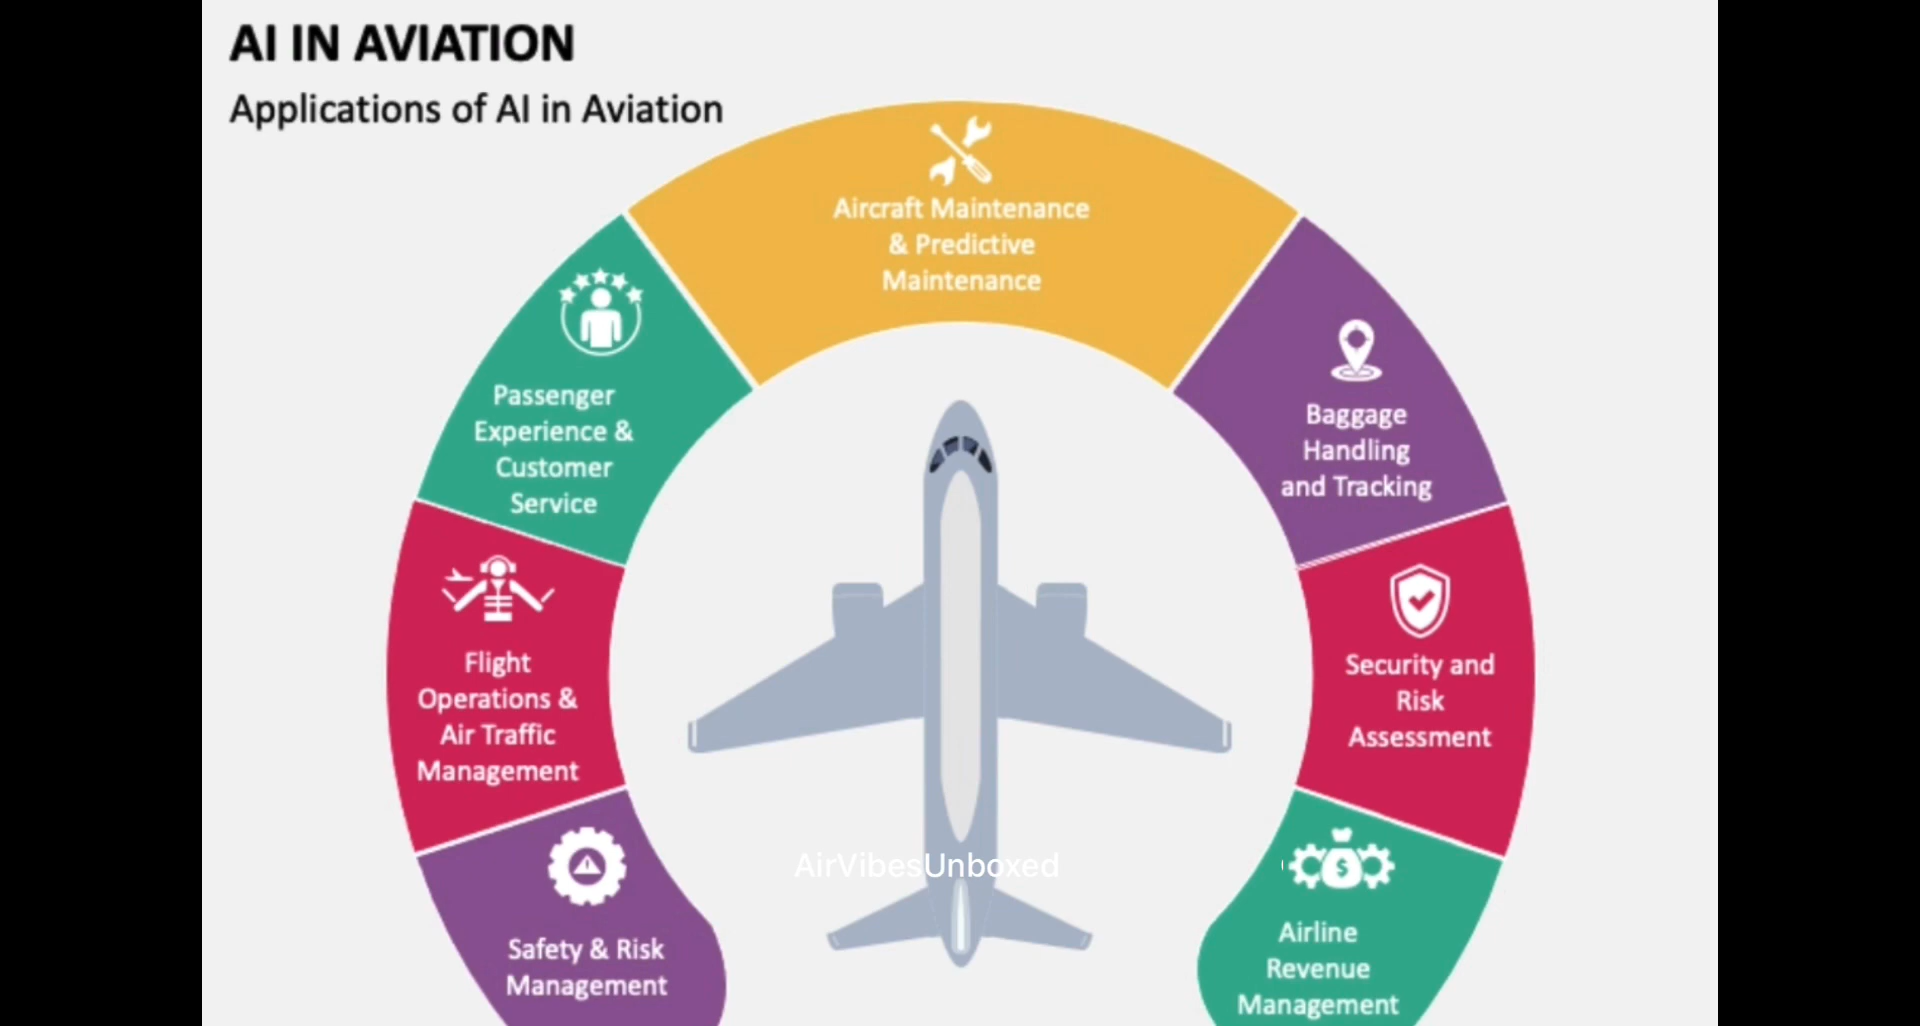 AI IN AVIATION
Applications of AI in Aviation
Aircraft Maintenance
& Predictive
Maintenance
Passenger
Experience &
Customer
Service
Baggage
Handling
and Tracking
Flight
Operations &
Air Traffic
Management
Security and
Risk
Assessment
Safety & Risk
Management
$
Airline
Revenue
Management
AirVibesUnboxed